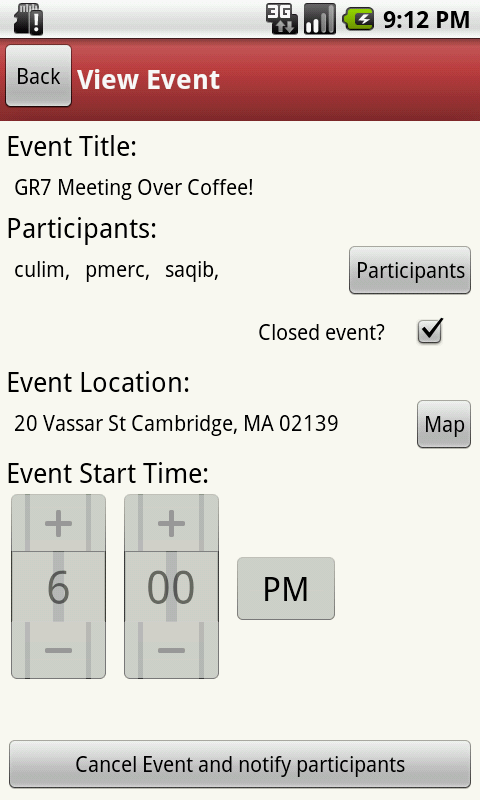 3G 9:12 PM
Back View Event
Event Title:
GR7 Meeting Over Coffee!
Participants:
culim, pmerc, saqib, Participants
Closed event?
Event Location:
20 Vassar St Cambridge, MA 02139 Map
Event Start Time:
+ +
6 00 PM
− −
Cancel Event and notify participants